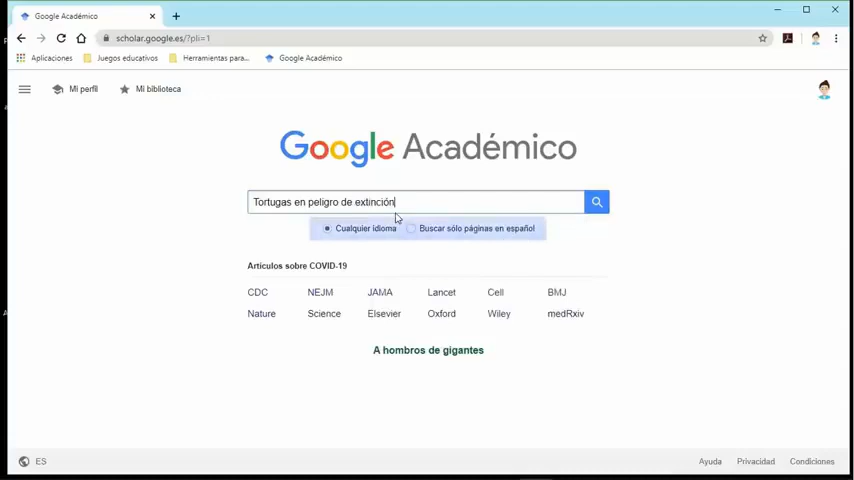 Google Académico
scholar.google.es/?pli=1
Aplicaciones Juegos educativos Herramientas para... Google Académico
Mi perfil Mi biblioteca
Google Académico
Tortugas en peligro de extinción
Cualquier idioma Buscar sólo páginas en español
Artículos sobre COVID-19
CDC NEJM JAMA Lancet Cell BMJ
Nature Science Elsevier Oxford Wiley medRxiv
A hombros de gigantes
ES Ayuda Privacidad Condiciones